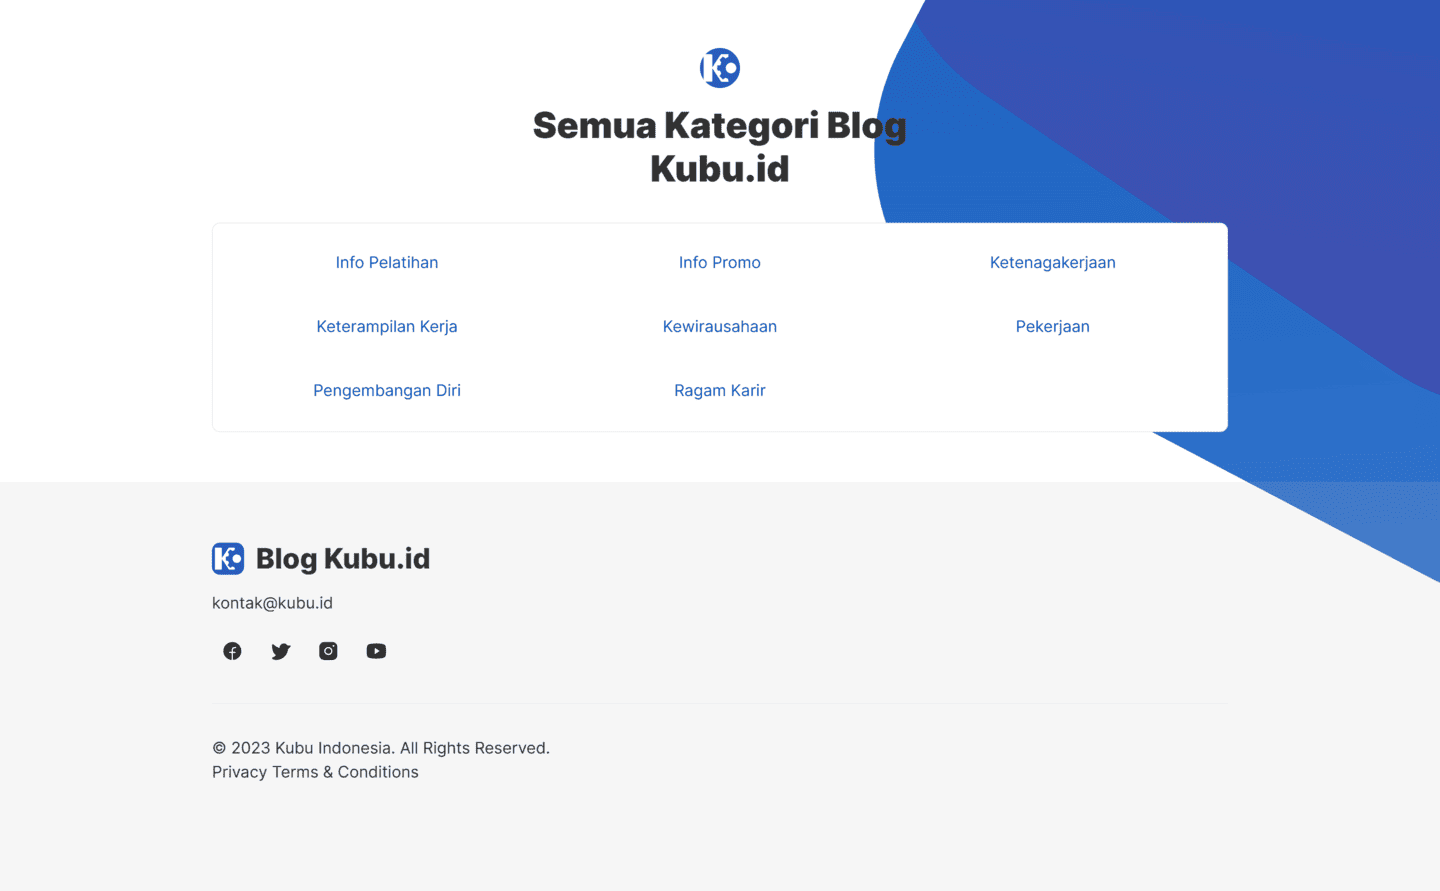 Semua Kategori Blog
Kubu.id
Info Pelatihan
Info Promo
Ketenagakerjaan
Keterampilan Kerja
Kewirausahaan
Pekerjaan
Pengembangan Diri
Ragam Karir
Blog Kubu.id
kontak@kubu.id
© 2023 Kubu Indonesia. All Rights Reserved.
Privacy Terms & Conditions